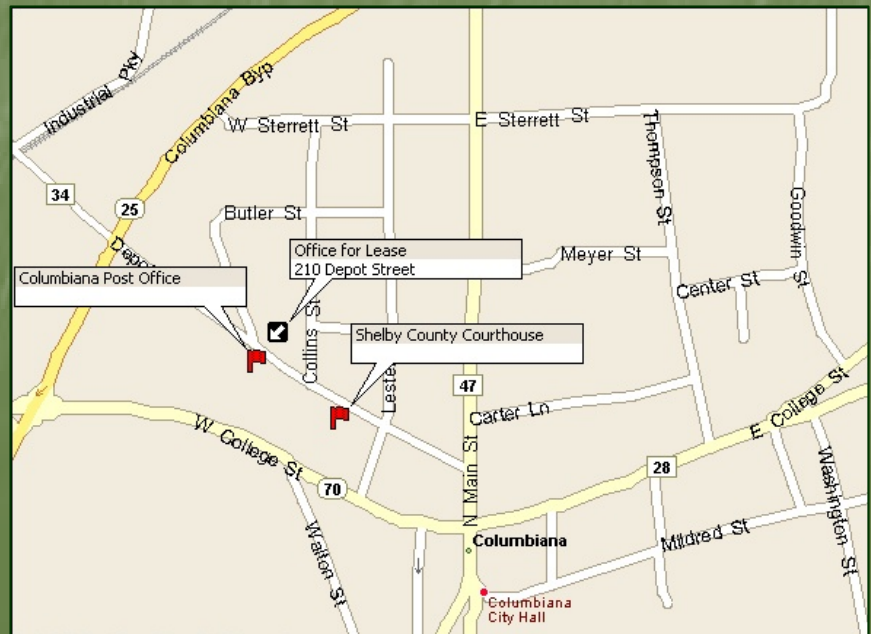 Industrial Pky
Columbiana Byp
W Sterrett St
E Sterrett St
Thompson St
Goodwin St
34
25
Butler St
Office for Lease
210 Depot Street
Meyer St
Center St
Columbiana Post Office
Collins St
Shelby County Courthouse
47
Carter Ln
W College St
E College St
N Main St
28
70
Washington St
Walton St
Columbiana
Mildred St
Columbiana
City Hall